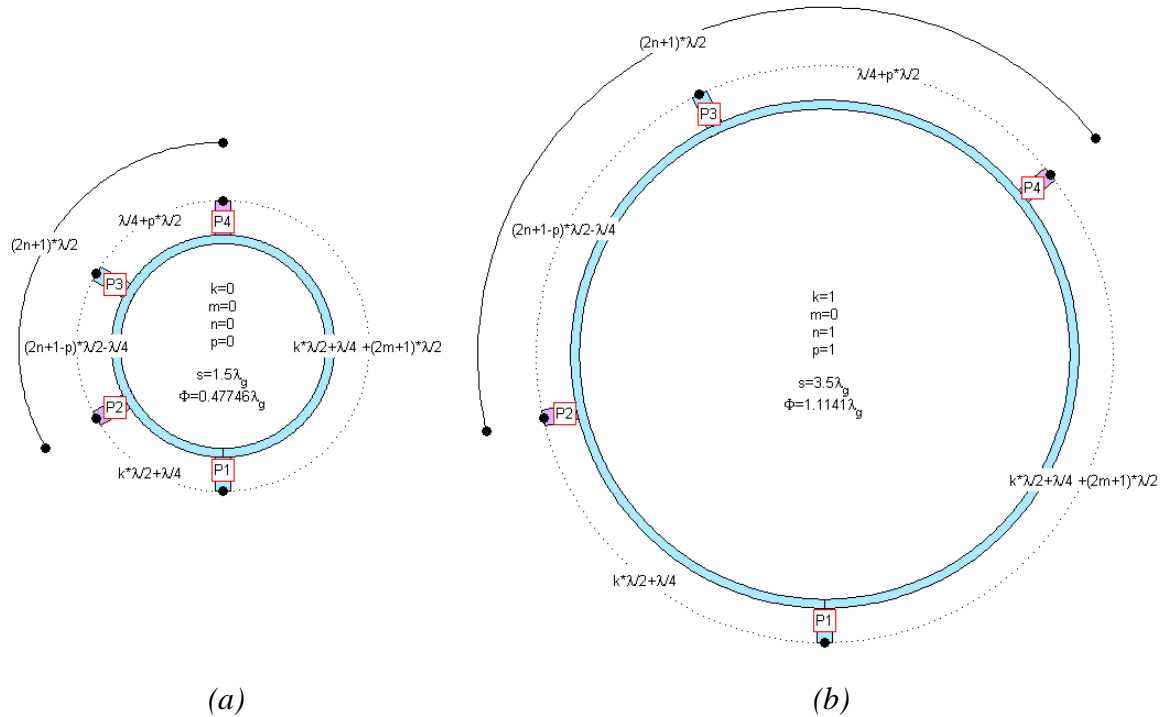 (2n+1)*λ/2
λ/4+p*λ/2
P4
(2n+1)*λ/2
P3
k=0
m=0
n=0
p=0
(2n+1-p)*λ/2-λ/4
k*λ/2+λ/4 +(2m+1)*λ/2
s=1.5λg
Φ=0.47746λg
P2
k*λ/2+λ/4
P1
(a)
(2n+1)*λ/2
λ/4+p*λ/2
P3
P4
(2n+1-p)*λ/2-λ/4
k=1
m=0
n=1
p=1
s=3.5λg
Φ=1.1141λg
P2
k*λ/2+λ/4 +(2m+1)*λ/2
k*λ/2+λ/4
P1
(b)